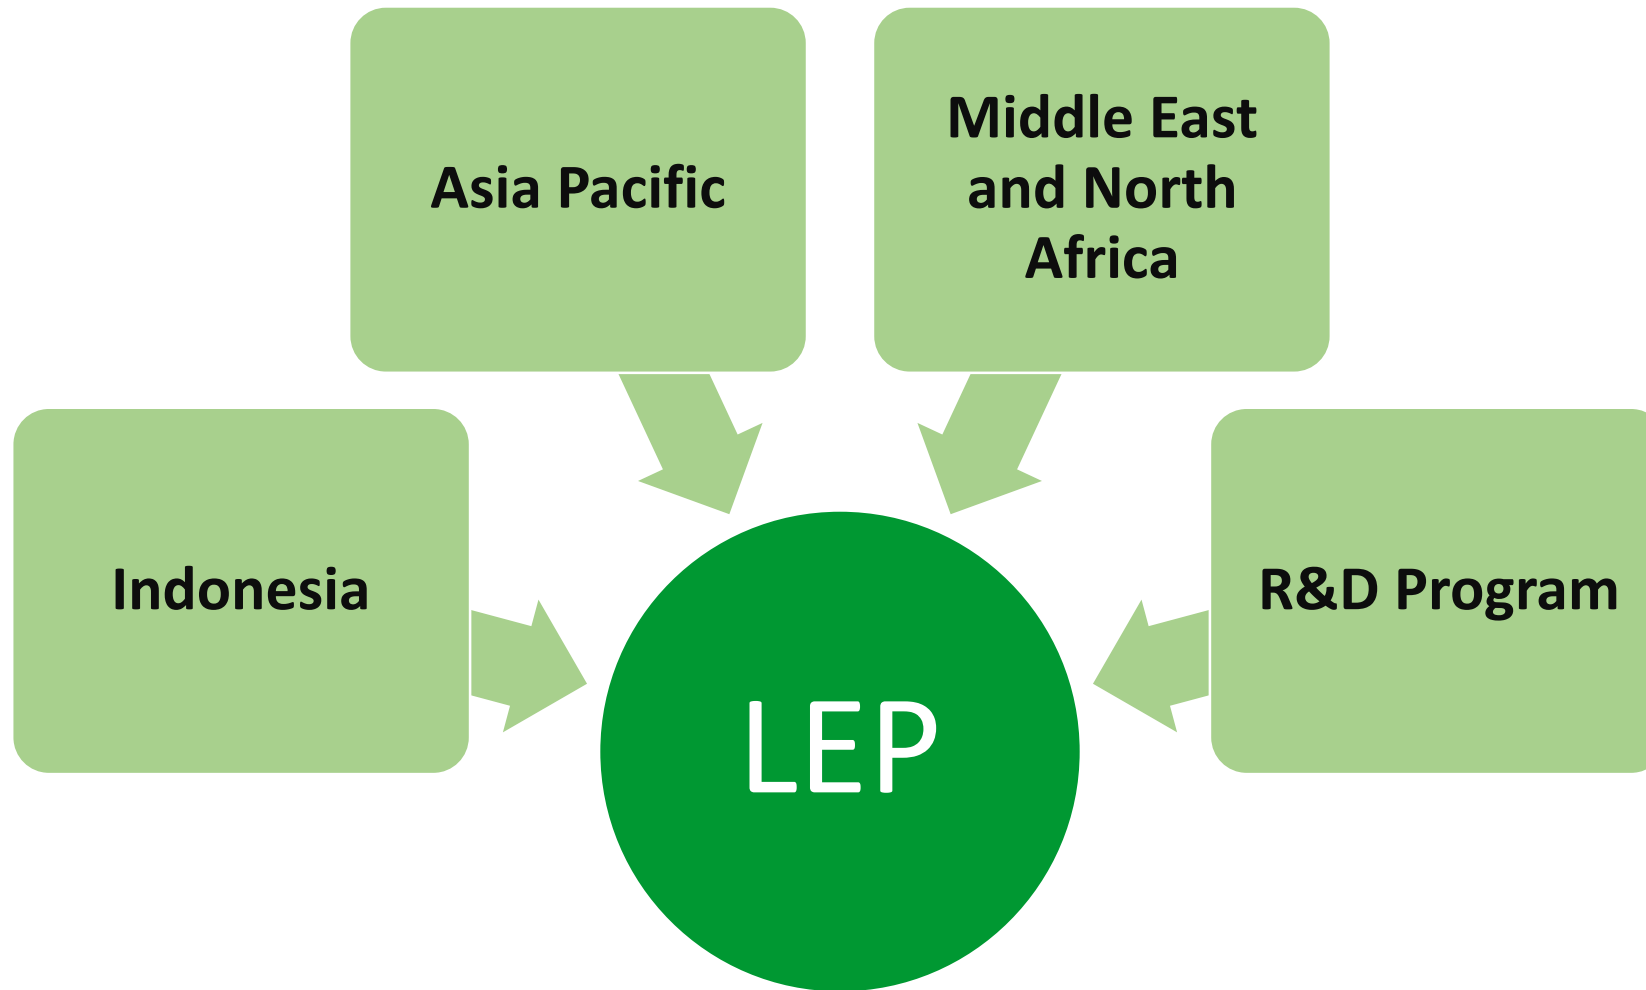 Asia Pacific
Middle East
and North
Africa
Indonesia
R&D Program
LEP